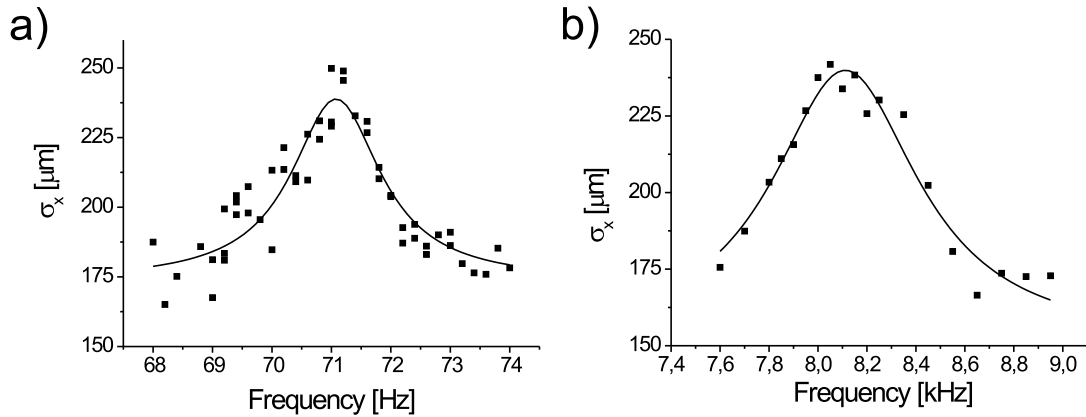 a)
250
225
200
175
150
σx [μm]
68 69 70 71 72 73 74
Frequency [Hz]
b)
250
225
200
175
150
σx [μm]
7,4 7,6 7,8 8,0 8,2 8,4 8,6 8,8 9,0
Frequency [kHz]